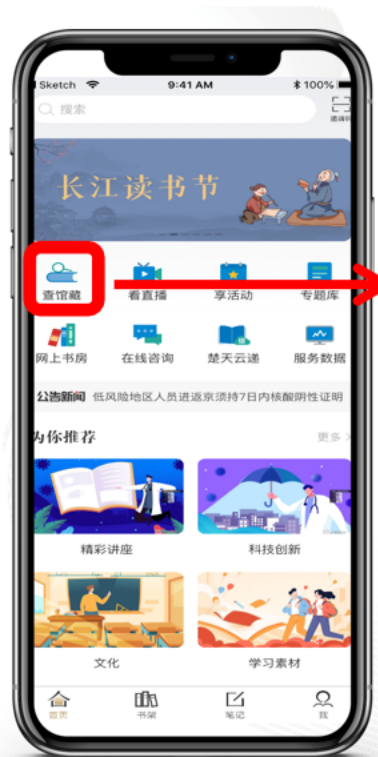 Sketch 9:41 AM 100%
搜索
邀请码
长江读书节
查馆藏 看直播 享活动 专题库
网上书房 在线咨询 楚天云递 服务数据
公告新闻 低风险地区人员进返京须持7日内核酸阴性证明
为你推荐 更多
精彩讲座 科技创新
文化 学习素材
首页 书架 笔记 我